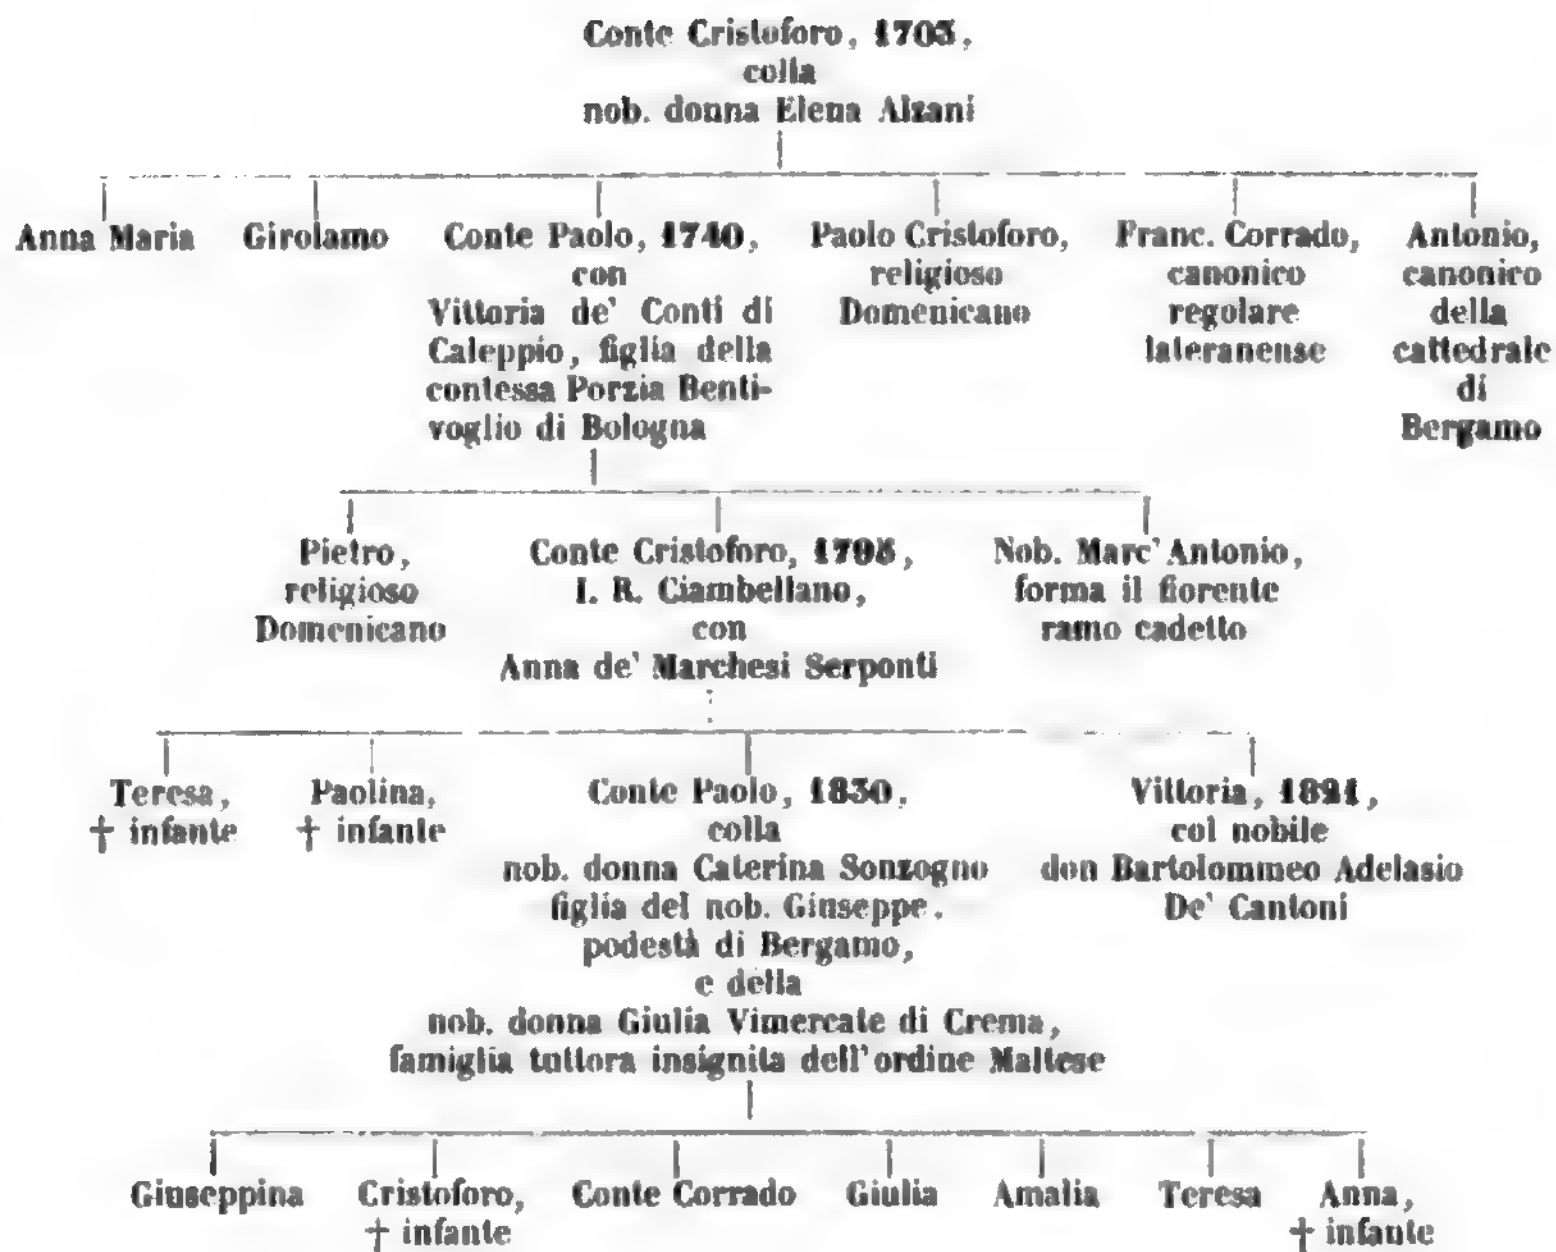 Conte Cristoforo, 1703,
colla
nob. donna Elena Alzani
Anna Maria
Girolamo
Conte Paolo, 1740,
con
Vittoria de' Conti di
Caleppio, figlia della
contessa Porzia Benti-
voglio di Bologna
Paolo Cristoforo,
religioso
Domenicano
Franc. Corrado,
canonico
regolare
lateranense
Antonio,
canonico
della
cattedrale
di
Bergamo
Pietro,
religioso
Domenicano
Conte Cristoforo, 1795,
I. R. Ciambellano,
con
Anna de' Marchesi Serponti
Nob. Marc' Antonio,
forma il fiorente
ramo cadetto
Teresa,
† infante
Paolina,
† infante
Conte Paolo, 1830,
colla
nob. donna Caterina Sonzogno
figlia del nob. Giuseppe,
podestà di Bergamo,
e della
nob. donna Giulia Vimercate di Crema,
famiglia tuttora insignita dell'ordine Maltese
Vittoria, 1821,
col nobile
don Bartolommeo Adelasio
De' Cantoni
Giuseppina
Cristoforo,
† infante
Conte Corrado
Giulia
Amalia
Teresa
Anna,
† infante